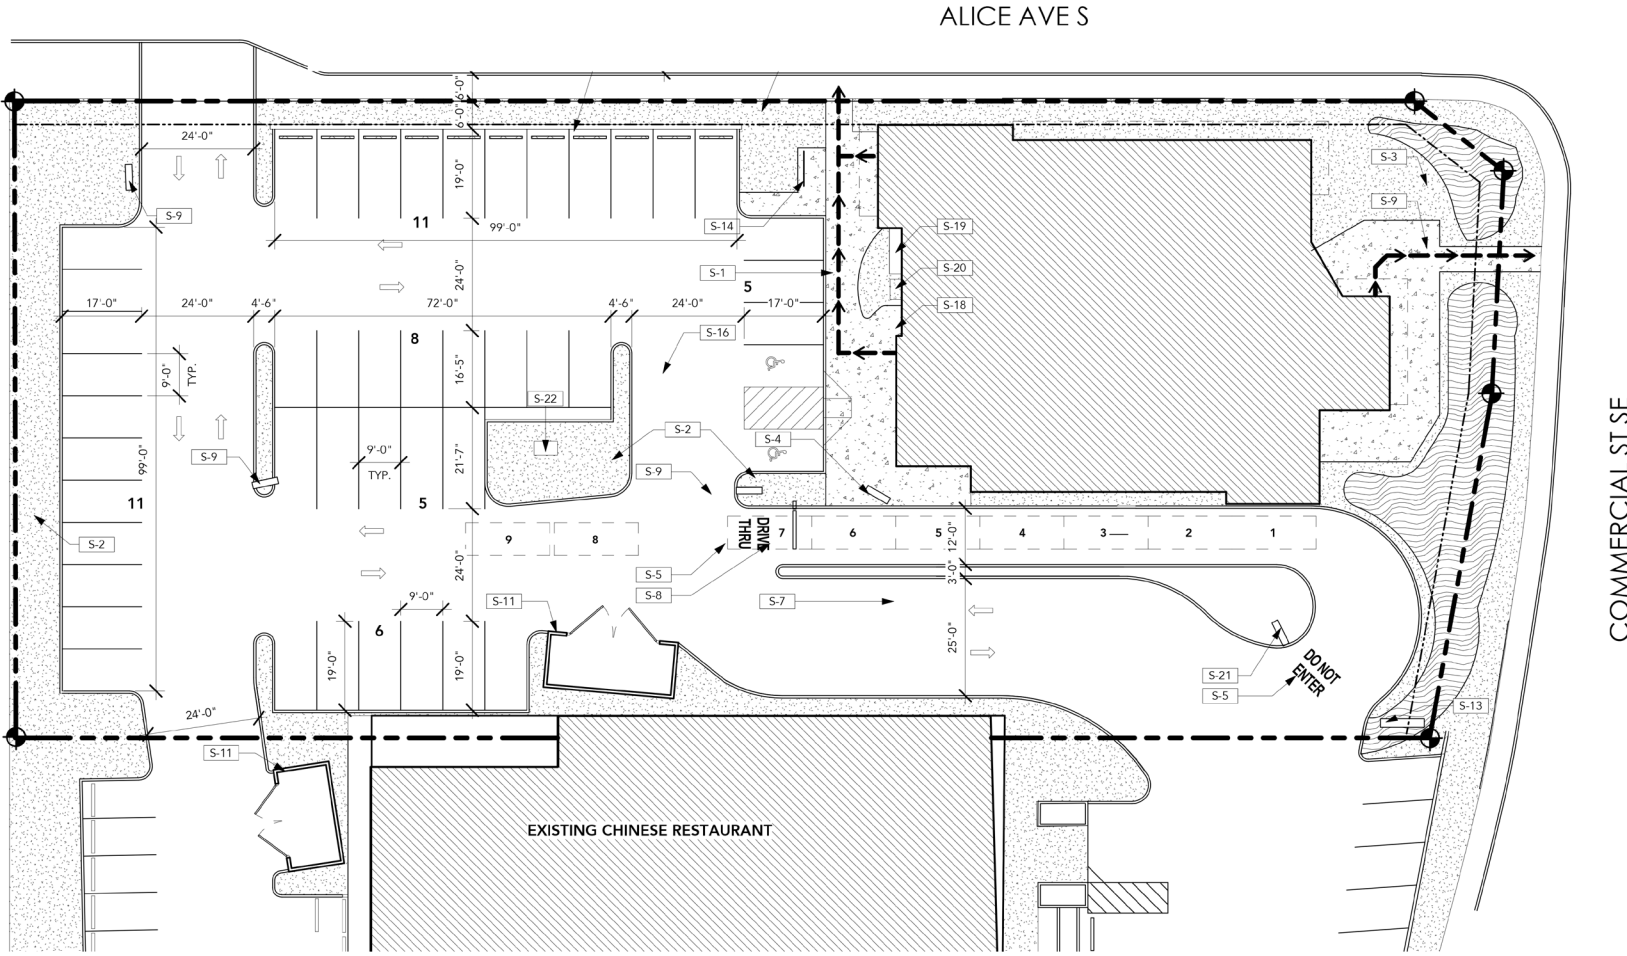 ALICE AVE S
6'-0"
6'-0"
24'-0"
19'-0"
S-3
S-9
S-9
11
99'-0"
S-14
S-19
S-20
S-1
24'-0"
5
17'-0"
24'-0"
4'-6"
72'-0"
4'-6"
24'-0"
17'-0"
S-18
8
S-16
9'-0"
TYP.
16'-5"
S-22
S-2
S-4
9'-0"
TYP.
21'-7"
S-9
99'-0"
S-9
11
5
COMMERCIAL ST SE
S-2
9
8
DRIVE
THRU
7
6
5
4
3
2
1
12'-0"
24'-0"
3'-0"
S-5
S-8
S-11
S-7
9'-0"
6
25'-0"
19'-0"
19'-0"
DO NOT
ENTER
S-21
S-5
S-13
24'-0"
S-11
EXISTING CHINESE RESTAURANT